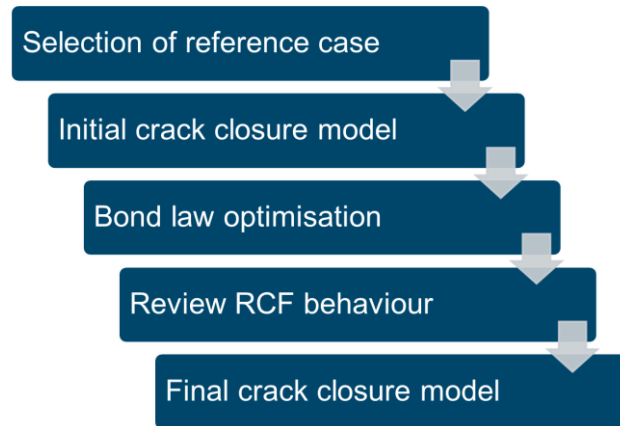 Selection of reference case
Initial crack closure model
Bond law optimisation
Review RCF behaviour
Final crack closure model